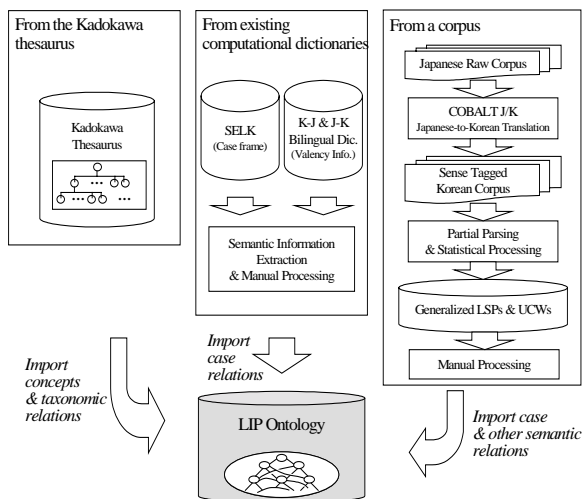 From the Kadokawa
thesaurus
Kadokawa
Thesaurus
...
...
...
From existing
computational dictionaries
SELK
(Case frame)
K-J & J-K
Bilingual Dic.
(Valency Info.)
Semantic Information
Extraction
& Manual Processing
From a corpus
Japanese Raw Corpus
COBALT J/K
Japanese-to-Korean Translation
Sense Tagged
Korean Corpus
Partial Parsing
& Statistical Processing
Generalized LSPs & UCWs
Manual Processing
Import
concepts
& taxonomic
relations
Import
case
relations
Import case
& other semantic
relations
LIP Ontology